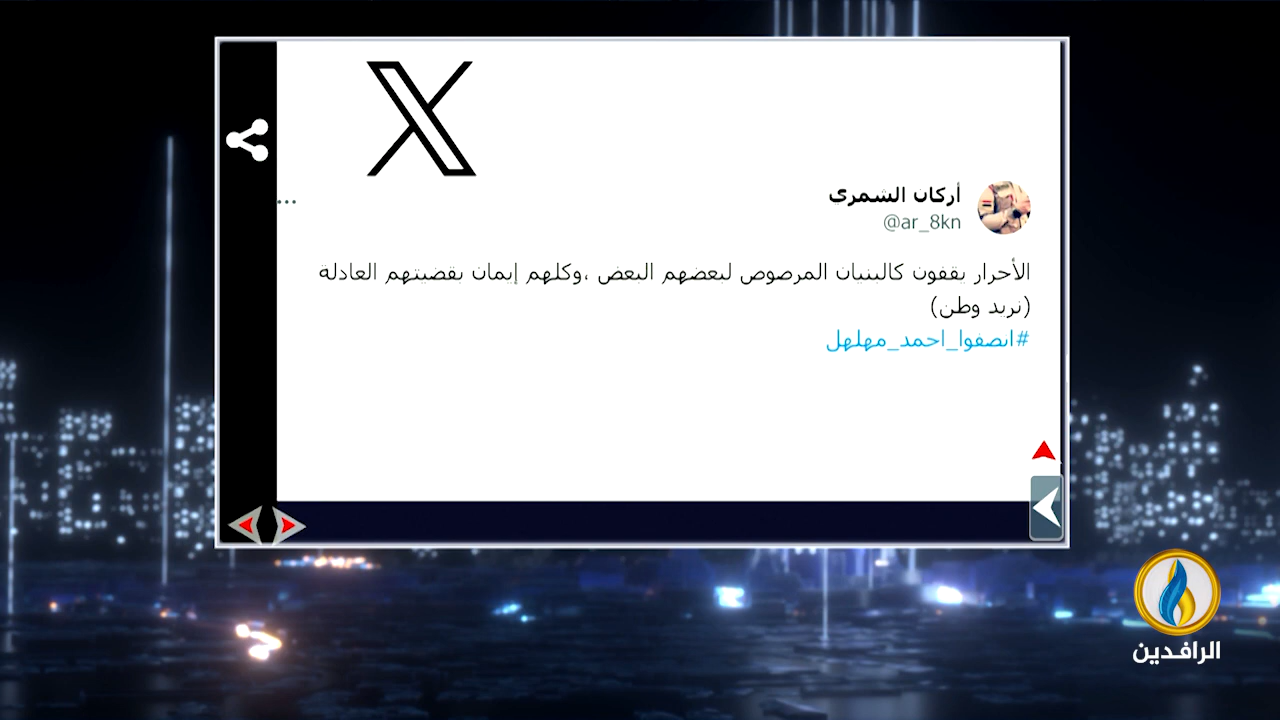 أركان الشمري
@ar_8kn
...
الأحرار يقفون كالبنيان المرصوص لبعضهم البعض ،وكلهم إيمان بقضيتهم العادلة
(نريد وطن)
#انصفوا_احمد_مهلهل
الرافدين